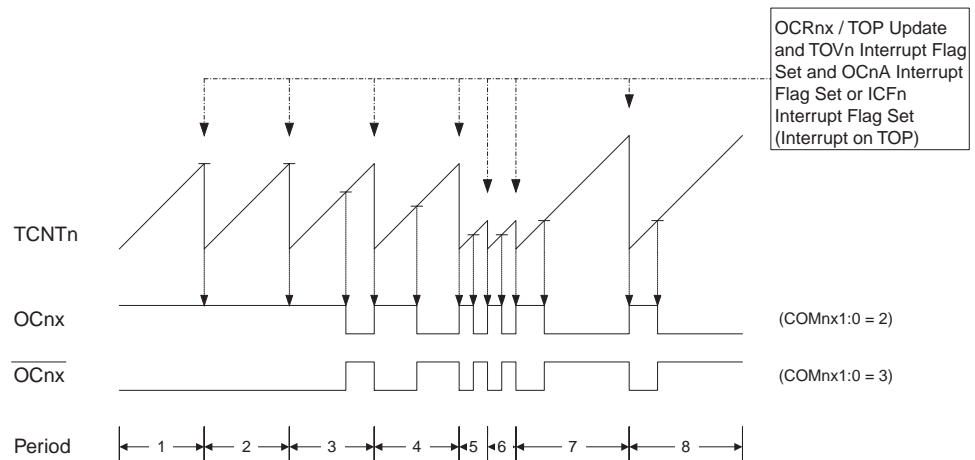 OCRnx / TOP Update
and TOVn Interrupt Flag
Set and OCnA Interrupt
Flag Set or ICFn
Interrupt Flag Set
(Interrupt on TOP)
TCNTn
OCnx
(COMnx1:0 = 2)
OCnx
(COMnx1:0 = 3)
Period
1 2 3 4 5 6 7 8